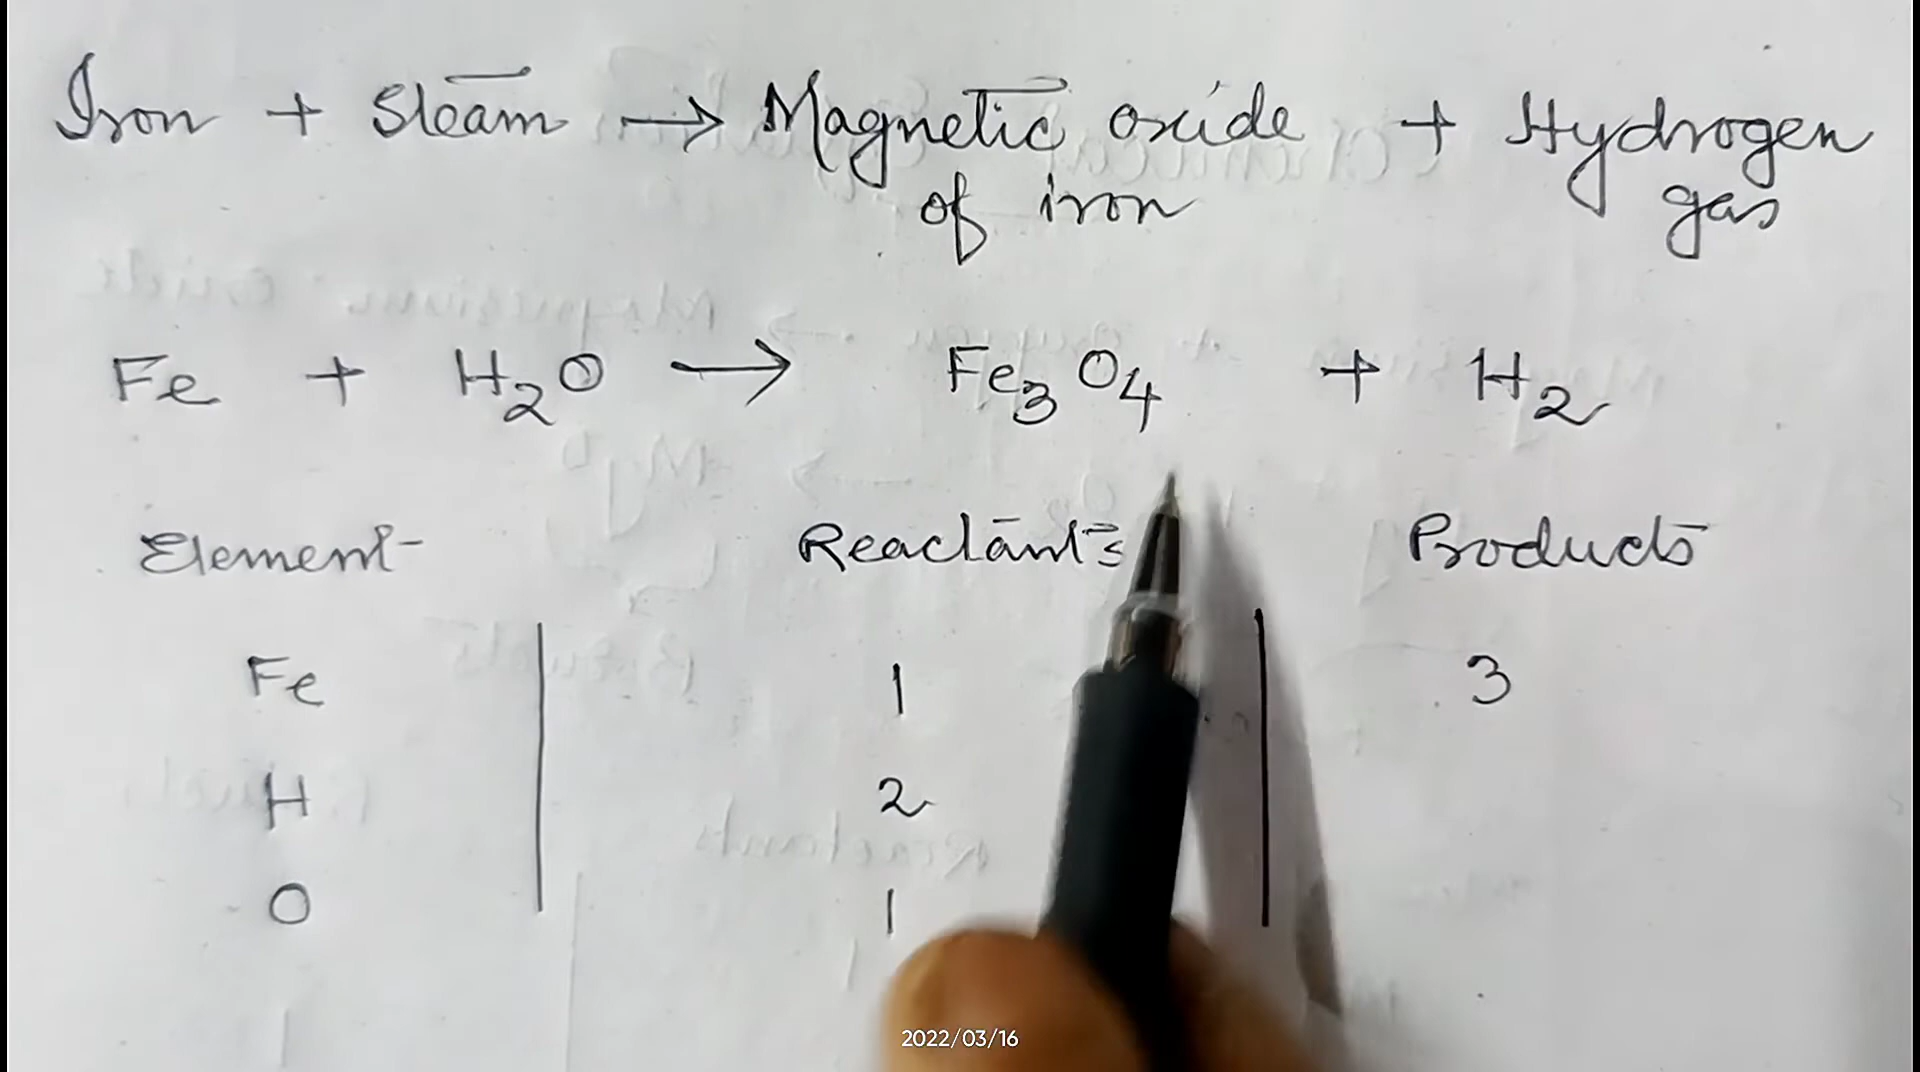 Iron + Steam → Magnetic oxide + Hydrogen
of iron gas
Fe + H₂O → Fe₃O₄ + H₂
Element Reactants Products
Fe 1 3
H 2
O 1
2022/03/16